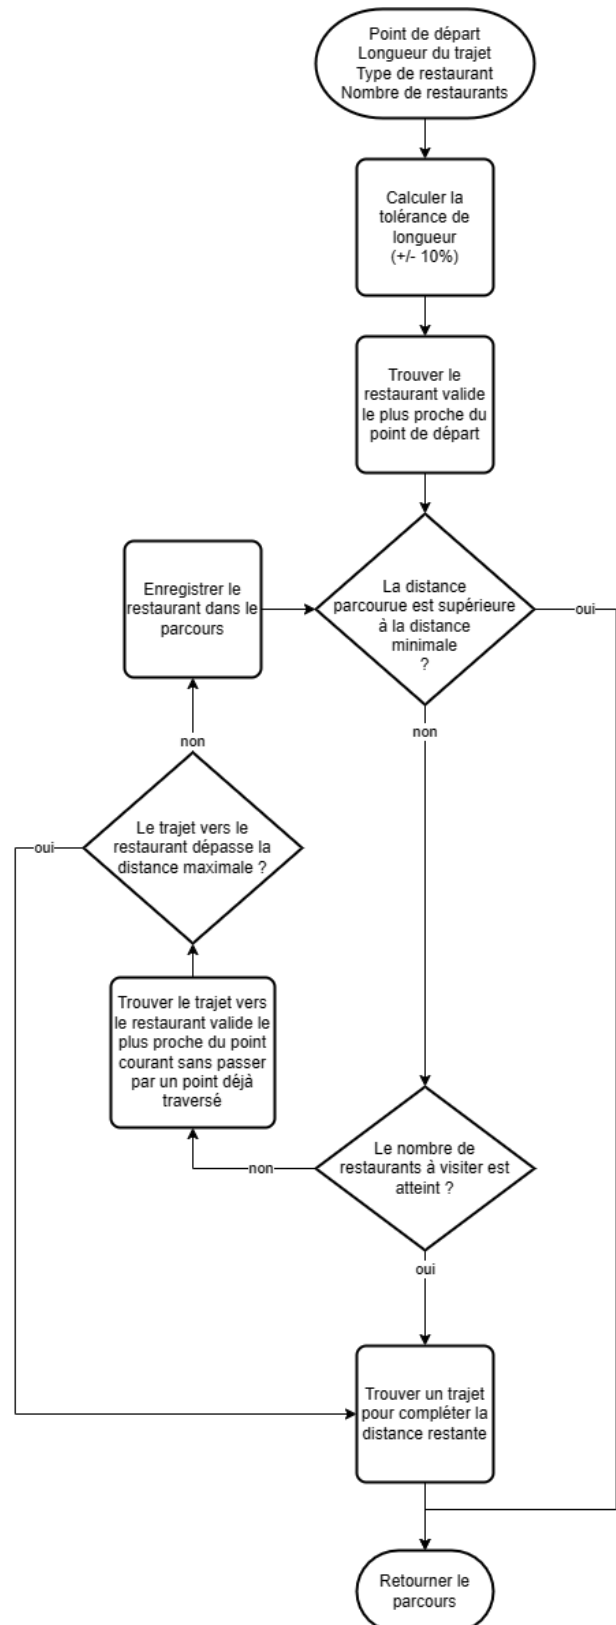 Point de départ
Longueur du trajet
Type de restaurant
Nombre de restaurants
Calculer la
tolérance de
longueur
(+/- 10%)
Trouver le
restaurant valide
le plus proche du
point de départ
Enregistrer le
restaurant dans le
parcours
La distance
parcourue est supérieure
à la distance
minimale
?
oui
non
non
Le trajet vers le
restaurant dépasse la
distance maximale ?
oui
Trouver le trajet vers
le restaurant valide le
plus proche du point
courant sans passer
par un point déjà
traversé
Le nombre de
restaurants à visiter est
atteint ?
non
oui
Trouver un trajet
pour compléter la
distance restante
Retourner le
parcours